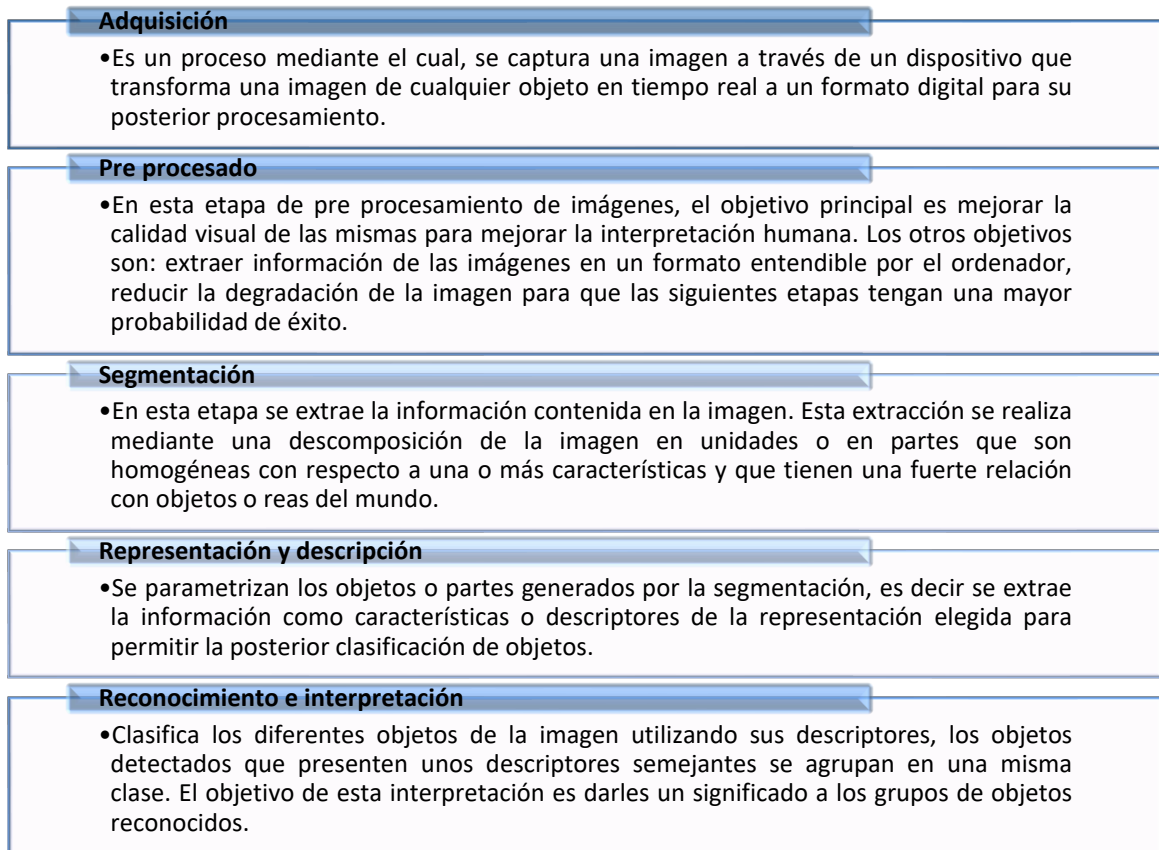 Adquisición
•Es un proceso mediante el cual, se captura una imagen a través de un dispositivo que
transforma una imagen de cualquier objeto en tiempo real a un formato digital para su
posterior procesamiento.
Pre procesado
•En esta etapa de pre procesamiento de imágenes, el objetivo principal es mejorar la
calidad visual de las mismas para mejorar la interpretación humana. Los otros objetivos
son: extraer información de las imágenes en un formato entendible por el ordenador,
reducir la degradación de la imagen para que las siguientes etapas tengan una mayor
probabilidad de éxito.
Segmentación
•En esta etapa se extrae la información contenida en la imagen. Esta extracción se realiza
mediante una descomposición de la imagen en unidades o en partes que son
homogéneas con respecto a una o más características y que tienen una fuerte relación
con objetos o reas del mundo.
Representación y descripción
•Se parametrizan los objetos o partes generados por la segmentación, es decir se extrae
la información como características o descriptores de la representación elegida para
permitir la posterior clasificación de objetos.
Reconocimiento e interpretación
•Clasifica los diferentes objetos de la imagen utilizando sus descriptores, los objetos
detectados que presenten unos descriptores semejantes se agrupan en una misma
clase. El objetivo de esta interpretación es darles un significado a los grupos de objetos
reconocidos.